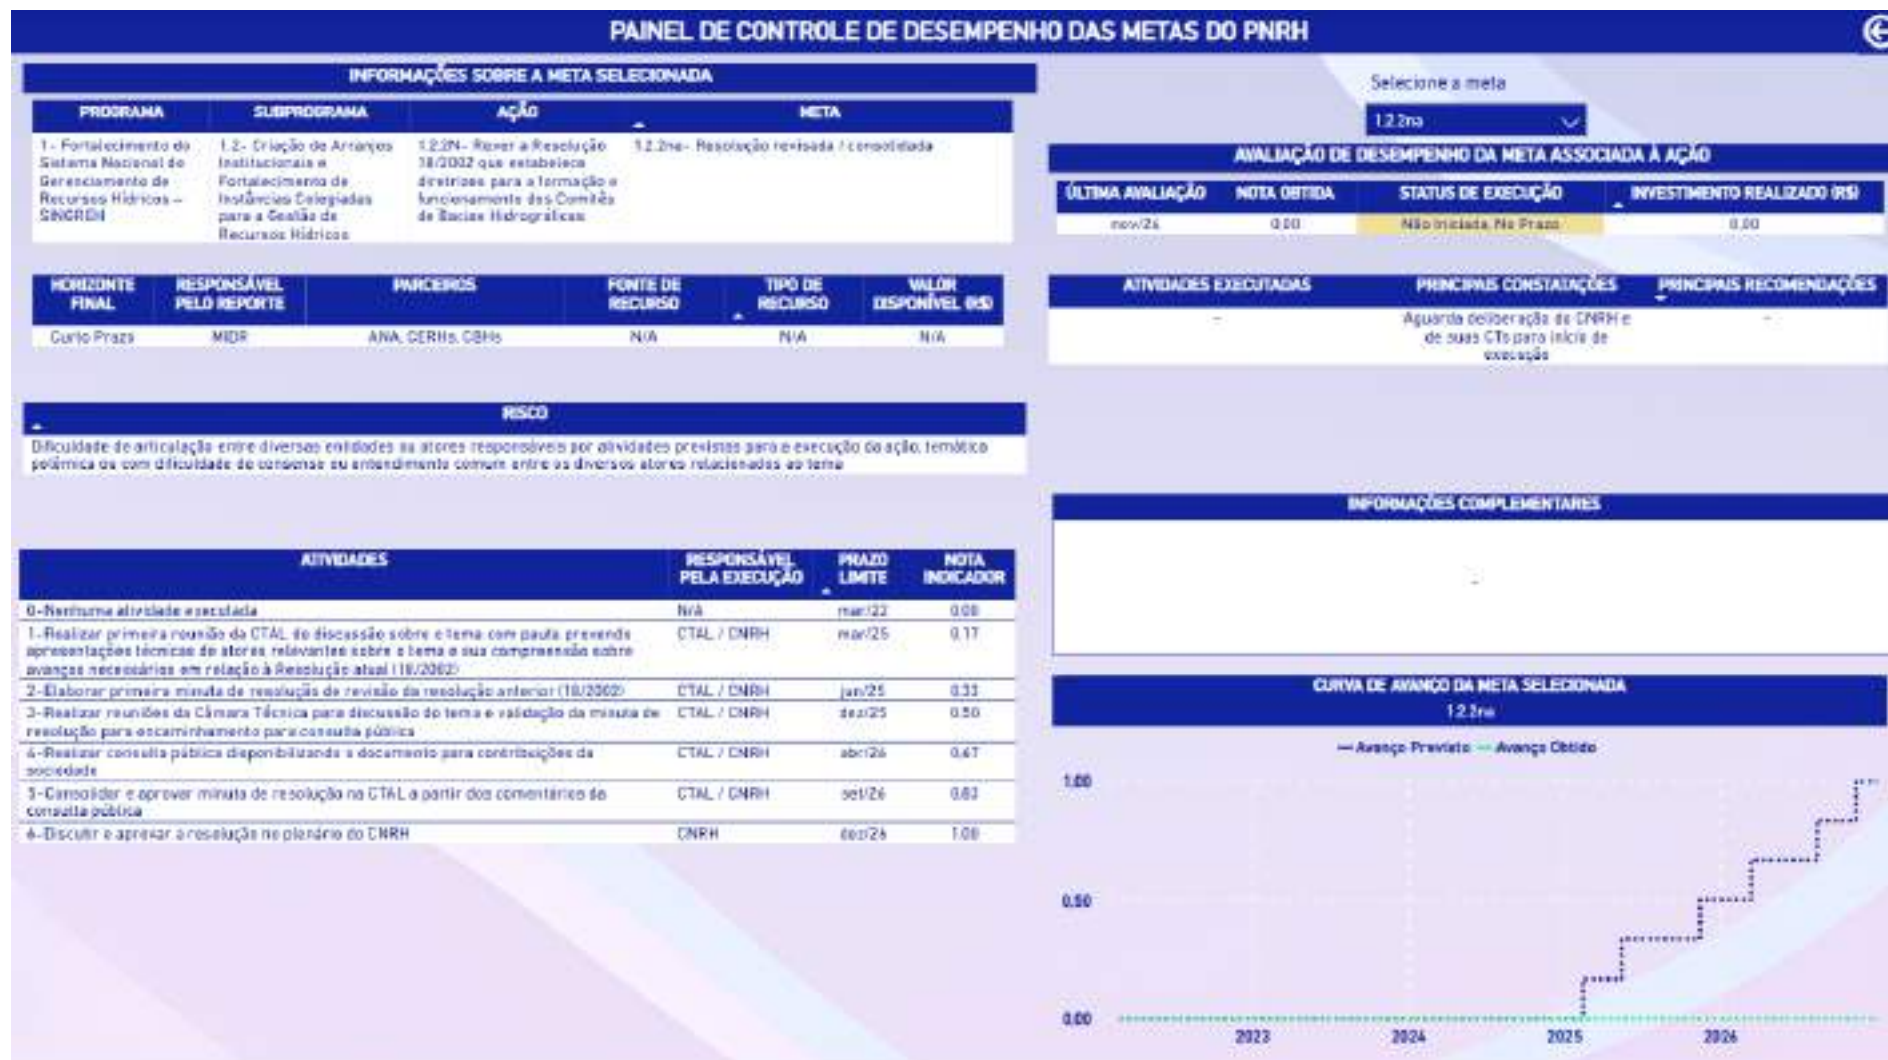 PAINEL DE CONTROLE DE DESEMPENHO DAS METAS DO PNRH
INFORMAÇÕES SOBRE A META SELECIONADA
PROGRAMA SUBPROGRAMA AÇÃO META
1- Fortalecimento do Sistema Nacional de Gerenciamento de Recursos Hídricos – SINGREH
1.2- Criação de Arranjos Institucionais e Fortalecimento de Instâncias Colegiadas para a Gestão de Recursos Hídricos
1.2.2N- Rever a Resolução 18/2002 que estabelece diretrizes para a formação e funcionamento dos Comitês de Bacias Hidrográficas
1.2.2na- Resolução revisada / consolidada
HORIZONTE FINAL RESPONSÁVEL PELO REPORTE PARCEIROS FONTE DE RECURSO TIPO DE RECURSO VALOR DISPONÍVEL (R$)
Curto Prazo MIDR ANA, CERHs, CBHs N/A N/A N/A
RISCO
Dificuldade de articulação entre diversas entidades ou atores responsáveis por atividades previstas para a execução da ação, temática
polêmica ou com dificuldade de consenso ou entendimento comum entre os diversos atores relacionados ao tema
ATIVIDADES RESPONSÁVEL PELA EXECUÇÃO PRAZO LIMITE NOTA INDICADOR
0-Nenhuma atividade executada N/A mar/22 0.00
1-Realizar primeira reunião da CTAL de discussão sobre o tema com pauta prevendo CTAL / CNRH mar/25 0.17
apresentações técnicas de atores relevantes sobre o tema e sua compreensão sobre
avanços necessários em relação à Resolução atual (18/2002)
2-Elaborar primeira minuta de resolução de revisão da resolução anterior (18/2002) CTAL / CNRH jun/25 0.33
3-Realizar reuniões da Câmara Técnica para discussão do tema e validação da minuta de CTAL / CNRH dez/25 0.50
resolução para encaminhamento para consulta pública
4-Realizar consulta pública disponibilizando o documento para contribuições da CTAL / CNRH abr/26 0.67
sociedade
5-Consolidar e aprovar minuta de resolução na CTAL a partir dos comentários da CTAL / CNRH set/26 0.83
consulta pública
6-Discutir e aprovar a resolução no plenário do CNRH CNRH dez/26 1.00
Selecione a meta
1.2.2na
AVALIAÇÃO DE DESEMPENHO DA META ASSOCIADA À AÇÃO
ÚLTIMA AVALIAÇÃO NOTA OBTIDA STATUS DE EXECUÇÃO INVESTIMENTO REALIZADO (R$)
0.00 Não Iniciada, No Prazo 0,00
ATIVIDADES EXECUTADAS PRINCIPAIS CONSTATAÇÕES PRINCIPAIS RECOMENDAÇÕES
- Aguarda deliberação do CNRH e -
de suas CTs para início de
execução
INFORMAÇÕES COMPLEMENTARES
-
CURVA DE AVANÇO DA META SELECIONADA
1.2.2na
Avanço Previsto Avanço Obtido
1.00
0.50
0.00
2023 2024 2025 2026